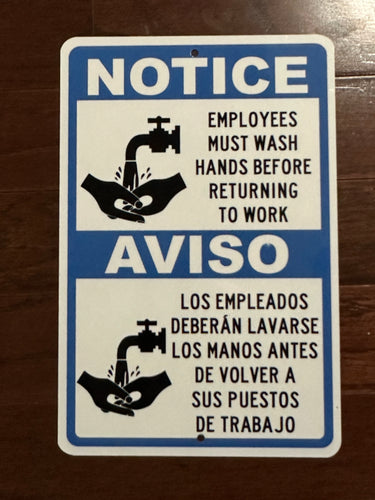 NOTICE
EMPLOYEES
MUST WASH
HANDS BEFORE
RETURNING
TO WORK
AVISO
LOS EMPLEADOS
DEBERÁN LAVARSE
LOS MANOS ANTES
DE VOLVER A
SUS PUESTOS
DE TRABAJO